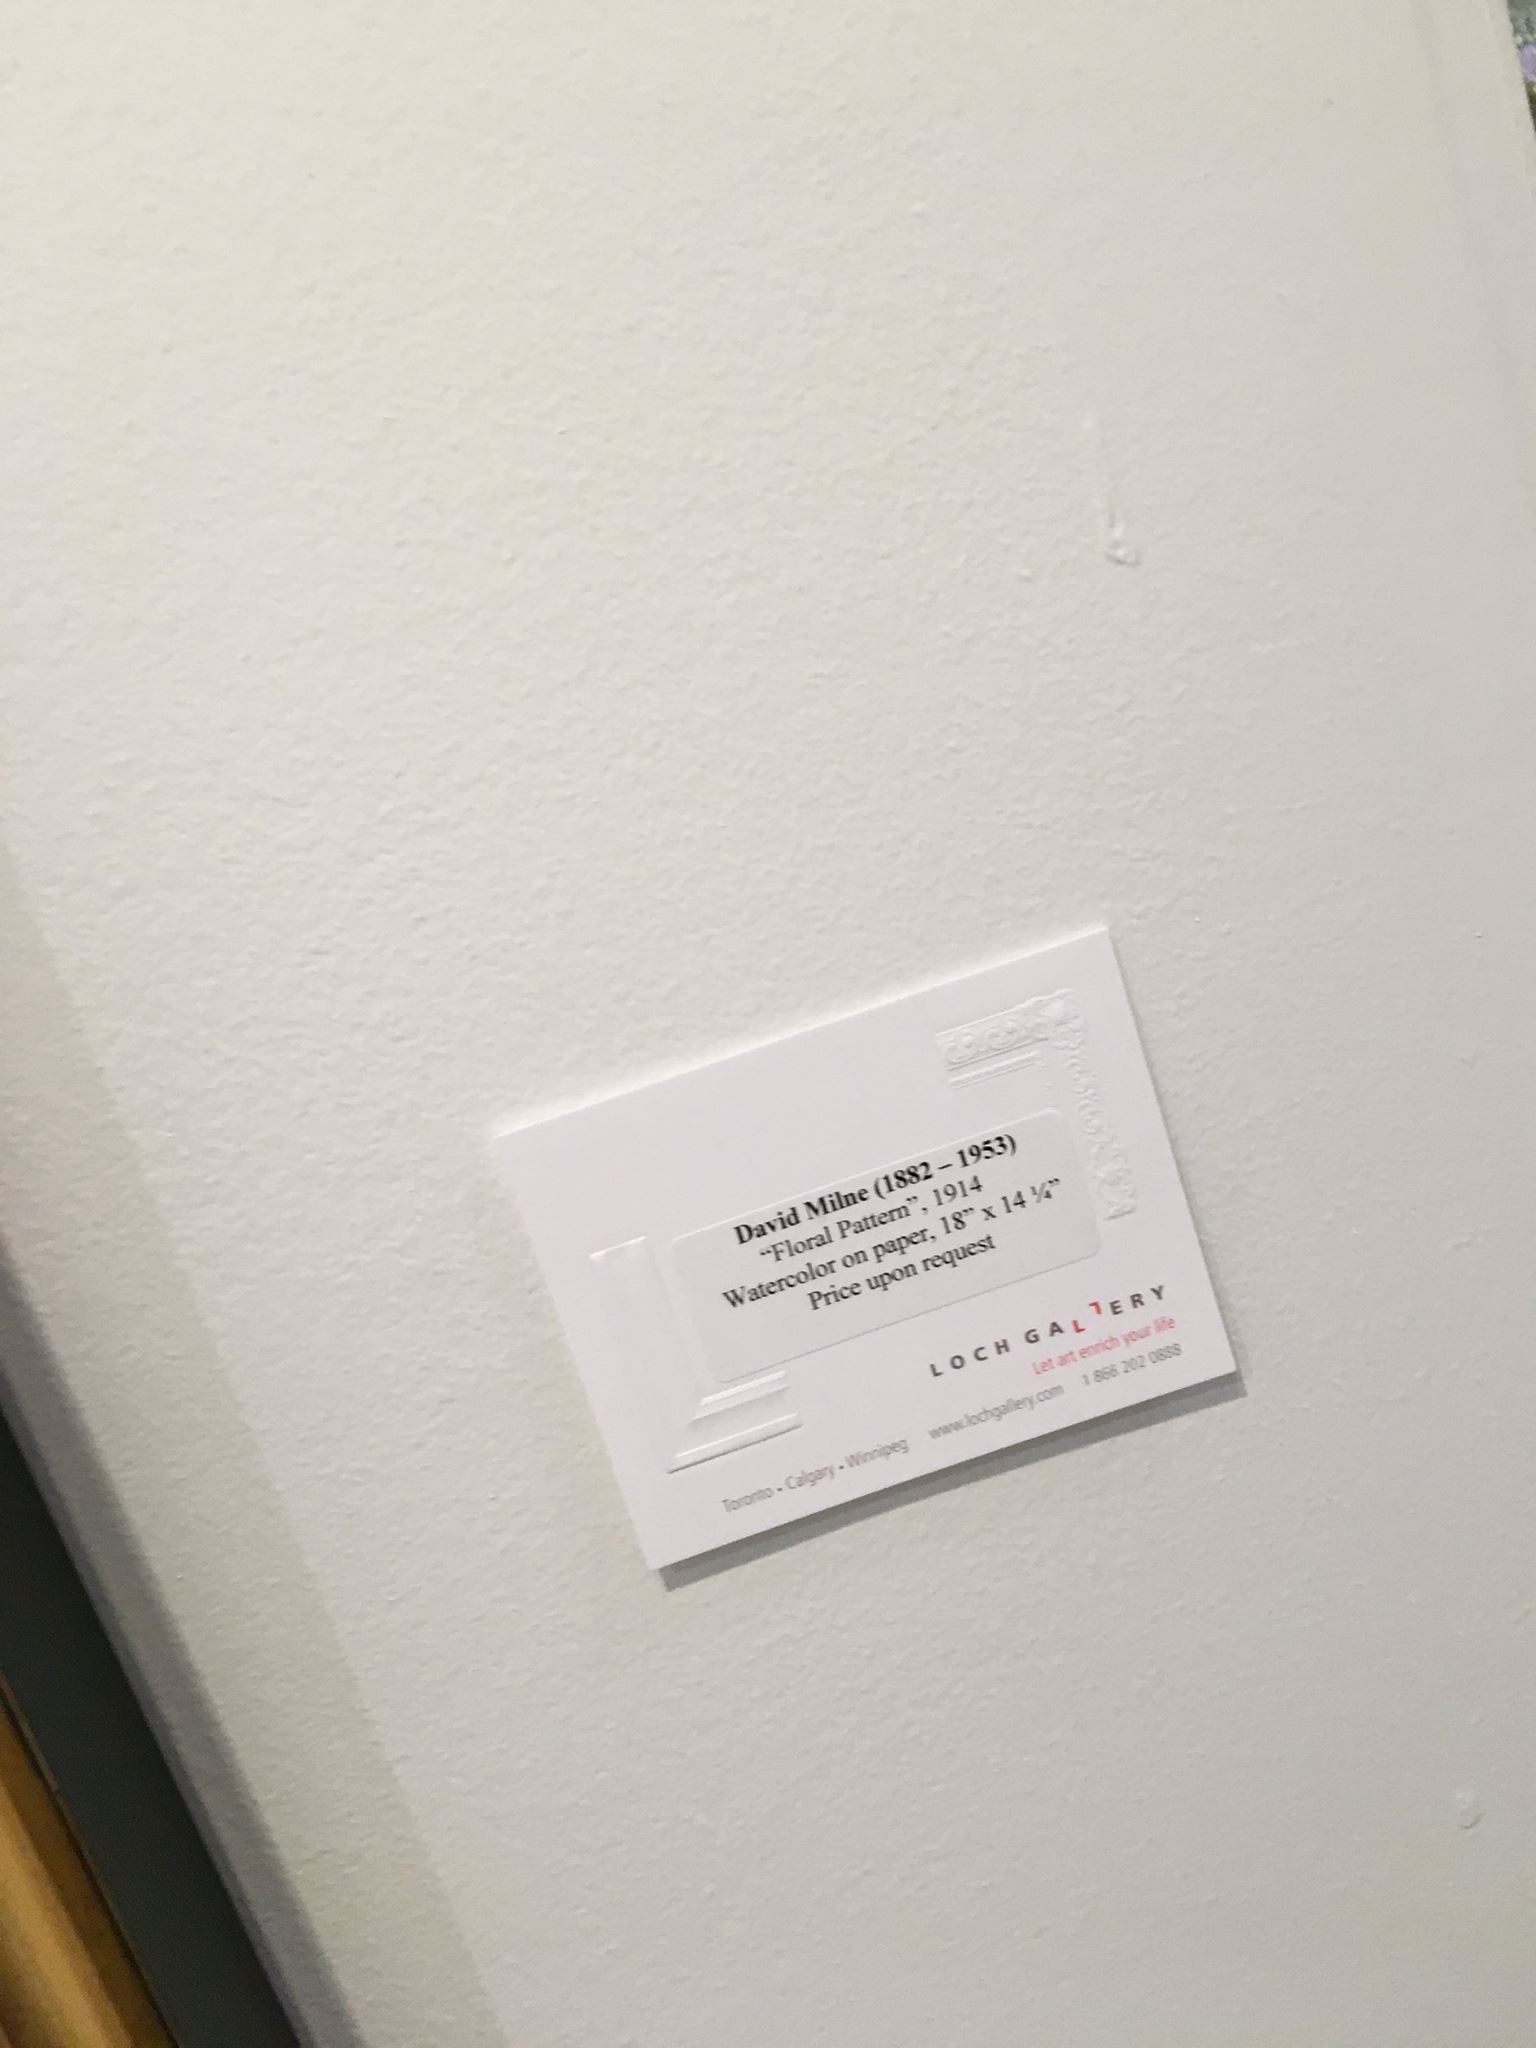 David Milne (1882 – 1953)
“Floral Pattern”, 1914
Watercolor on paper, 18” x 14 ¼”
Price upon request
LOCH GALLERY
Let art enrich your life
Toronto • Calgary • Winnipeg www.lochgallery.com 1 866 202 0888